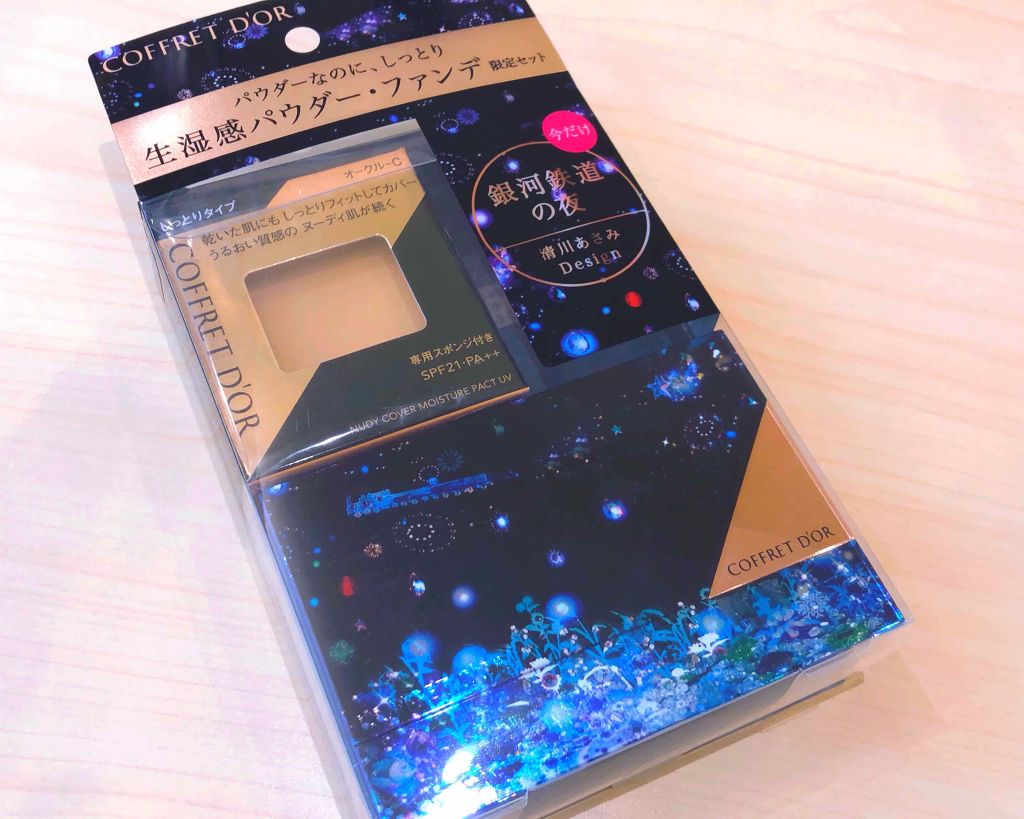 COFFRET D'OR
パウダーなのに、しっとり
生湿感パウダー・ファンデ 限定セット
今だけ
銀河鉄道
の夜
清川あさみ
Design
オークル-C
しっとりタイプ
乾いた肌にも しっとりフィットしてカバー
うるおい質感の ヌーディ肌が続く
COFFRET D'OR
専用スポンジ付き
SPF21・PA++
NUDY COVER MOISTURE PACT UV
COFFRET D'OR